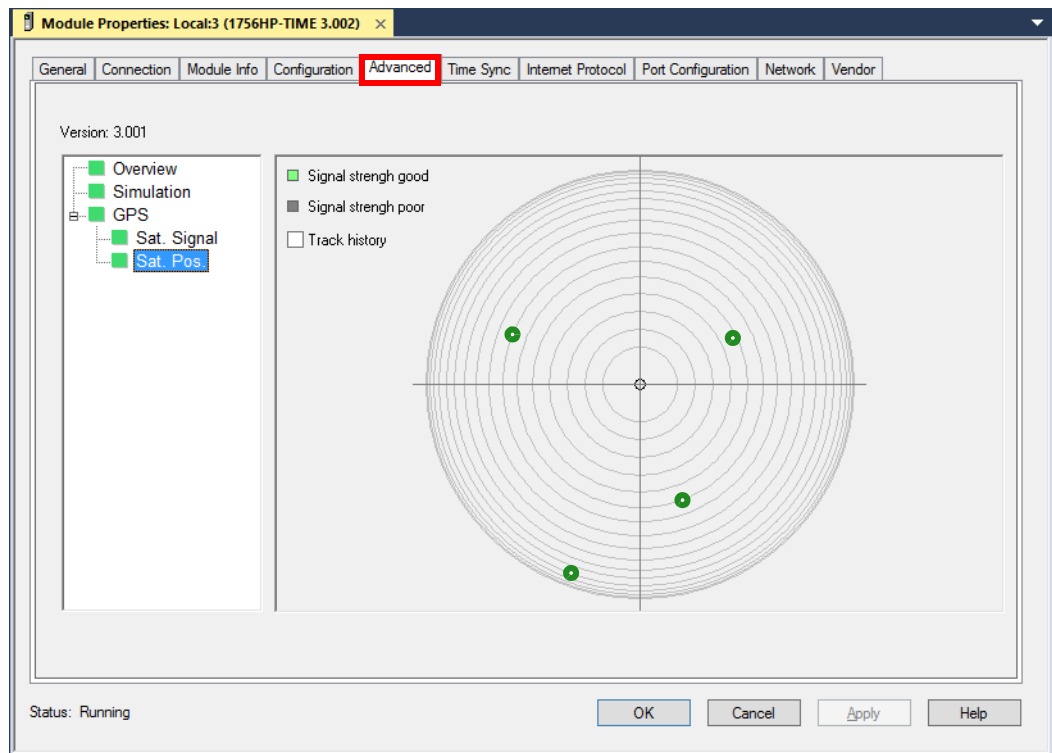 Module Properties: Local:3 (1756HP-TIME 3.002) ×
General Connection Module Info Configuration Advanced Time Sync Internet Protocol Port Configuration Network Vendor
Version: 3.001
Overview
Simulation
GPS
Sat. Signal
Sat. Pos.
Signal strengh good
Signal strengh poor
Track history
Status: Running
OK Cancel Apply Help